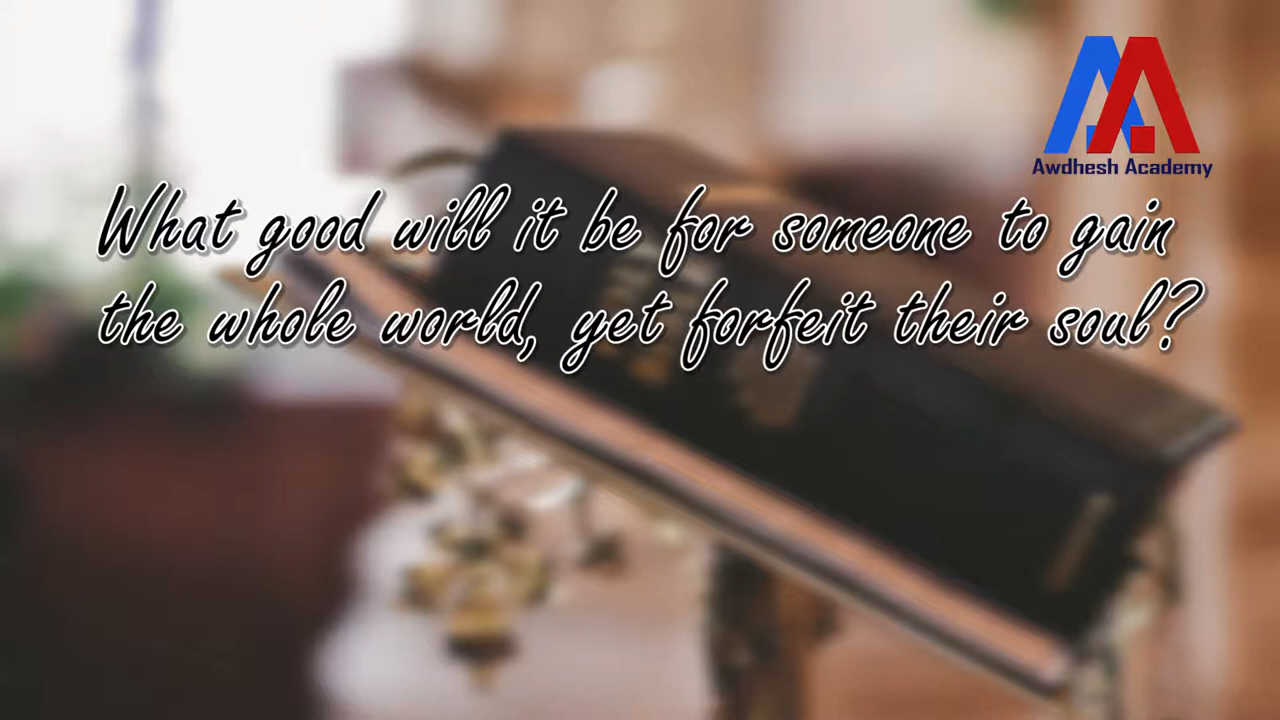 Awdhesh Academy
What good will it be for someone to gain
the whole world, yet forfeit their soul?